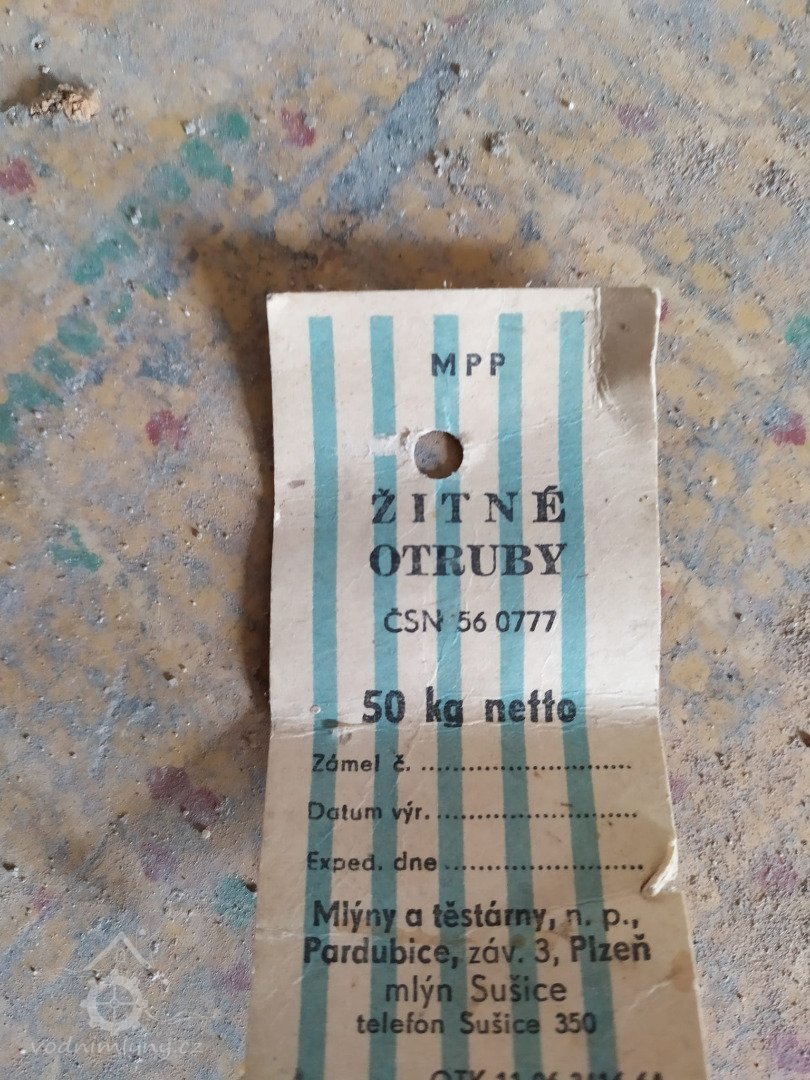 MPP
ŽITNÉ
OTRUBY
ČSN 56 0777
50 kg netto
Zámel č. ..............................
Datum výr. ..............................
Exped. dne ..............................
Mlýny a těstárny, n. p.,
Pardubice, záv. 3, Plzeň
mlýn Sušice
telefon Sušice 350
vodnimlyny.cz